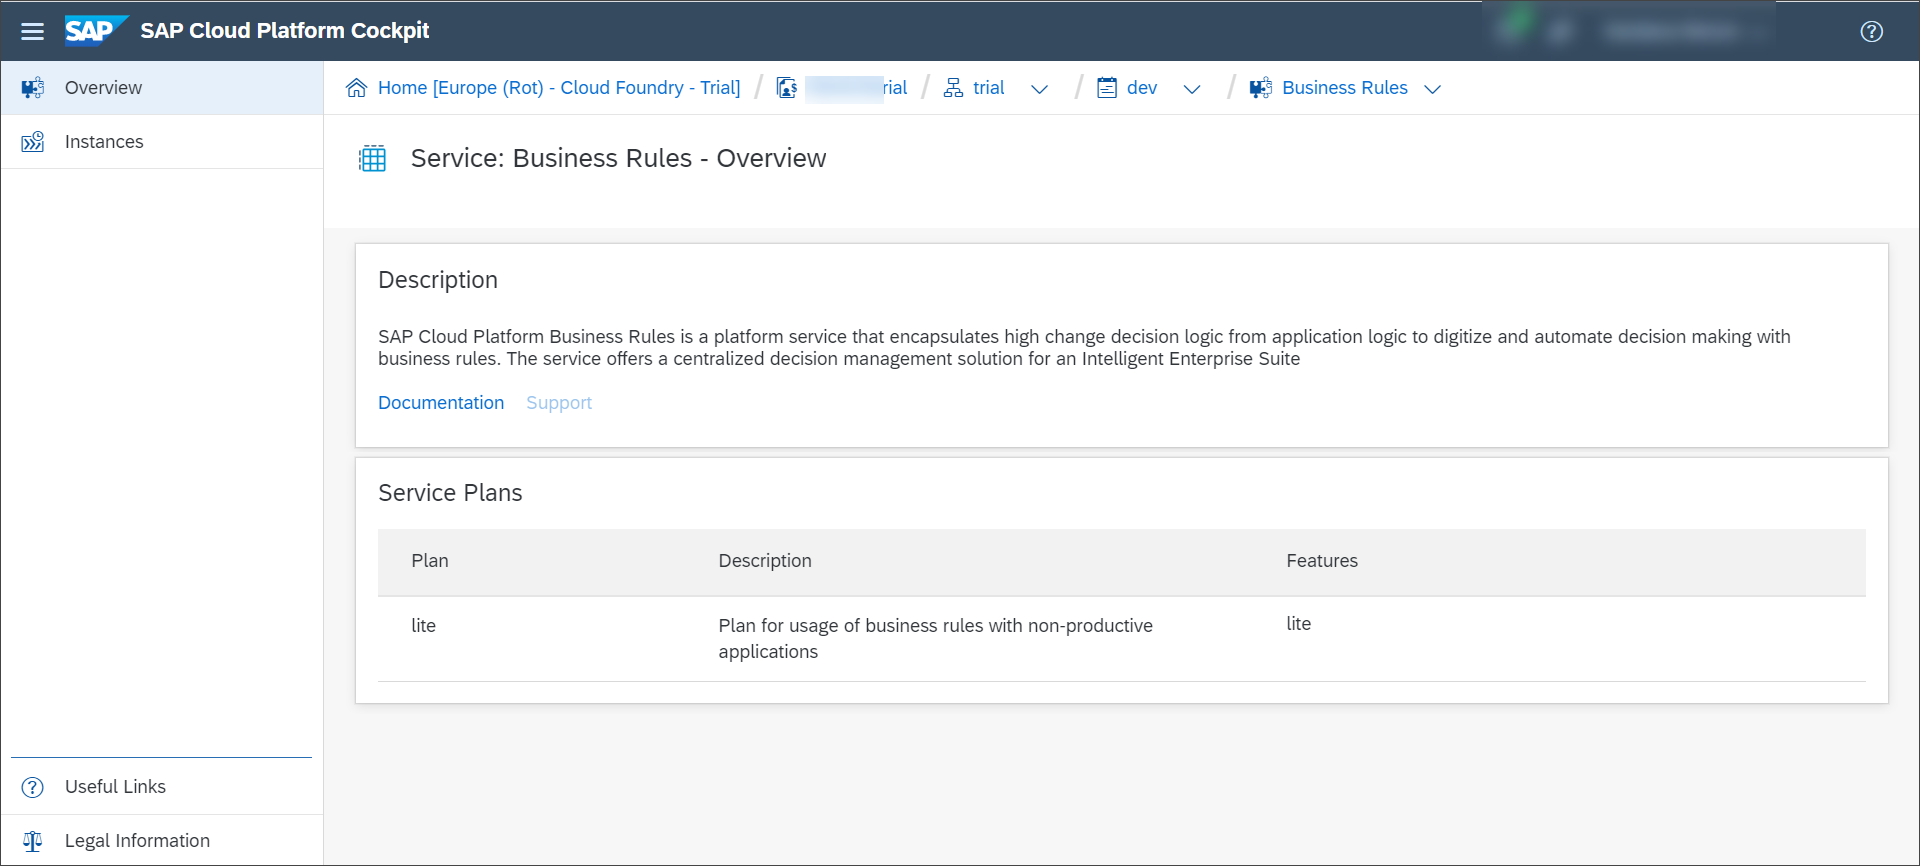 SAP SAP Cloud Platform Cockpit
Overview
Instances
Home [Europe (Rot) - Cloud Foundry - Trial] / rial / trial / dev / Business Rules
Service: Business Rules - Overview
Description
SAP Cloud Platform Business Rules is a platform service that encapsulates high change decision logic from application logic to digitize and automate decision making with
business rules. The service offers a centralized decision management solution for an Intelligent Enterprise Suite
Documentation Support
Service Plans
Plan Description Features
lite Plan for usage of business rules with non-productive lite
applications
Useful Links
Legal Information